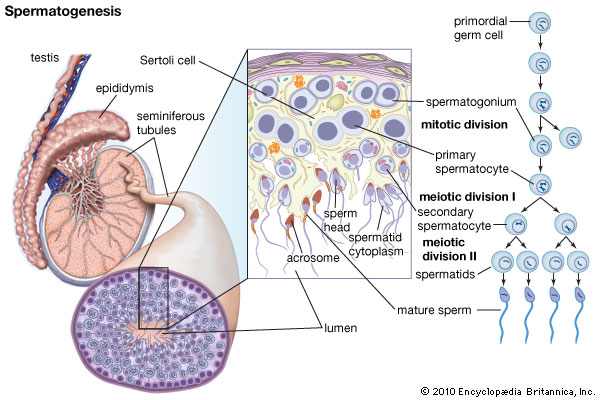 Spermatogenesis
testis
epididymis
seminiferous
tubules
Sertoli cell
sperm
head
spermatid
cytoplasm
acrosome
lumen
primordial
germ cell
spermatogonium
mitotic division
primary
spermatocyte
meiotic division I
secondary
spermatocyte
meiotic
division II
spermatids
mature sperm
© 2010 Encyclopædia Britannica, Inc.